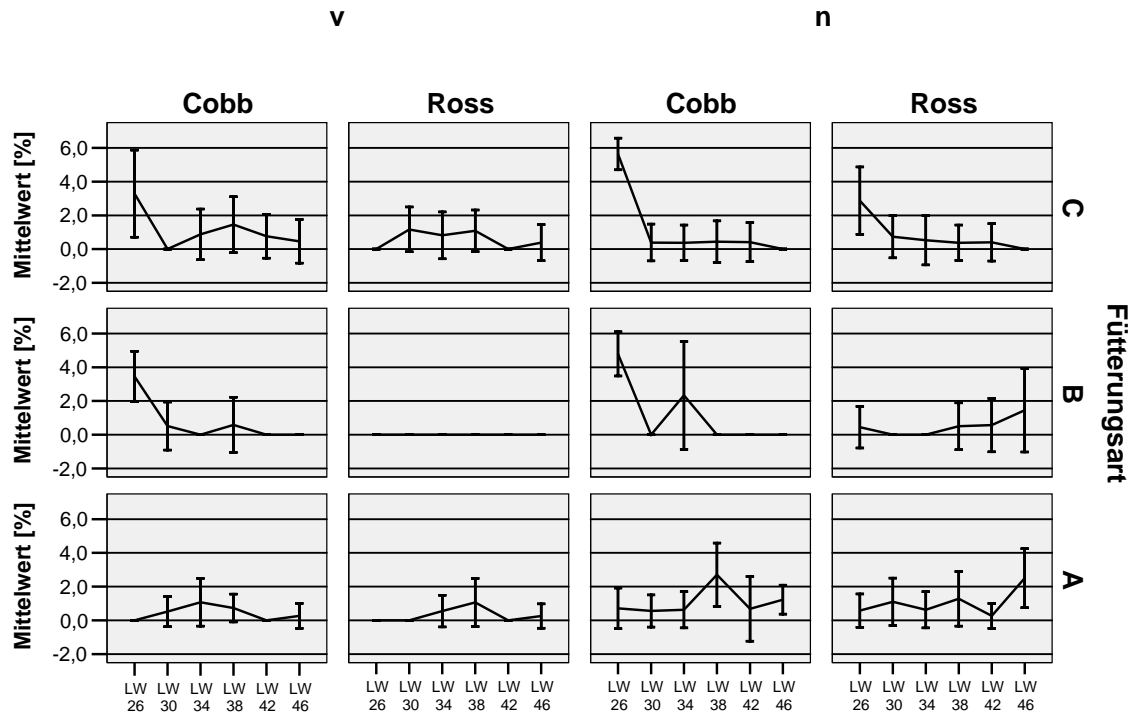 v n
Cobb Ross Cobb Ross
Mittelwert [%]
6,0
4,0
2,0
0,0
-2,0
C
Mittelwert [%]
6,0
4,0
2,0
0,0
-2,0
B
Fütterungsart
Mittelwert [%]
6,0
4,0
2,0
0,0
-2,0
A
LW LW LW LW LW LW LW LW LW LW LW LW LW LW LW LW LW LW LW LW LW LW LW LW
26 30 34 38 42 46 26 30 34 38 42 46 26 30 34 38 42 46 26 30 34 38 42 46